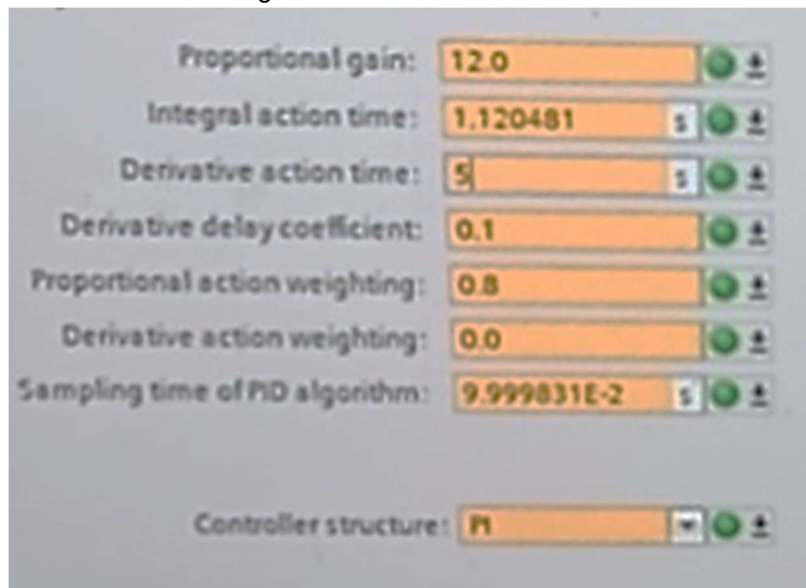 Proportional gain: 12.0
Integral action time: 1.120481 s
Derivative action time: 5 s
Derivative delay coefficient: 0.1
Proportional action weighting: 0.8
Derivative action weighting: 0.0
Sampling time of PID algorithm: 9.999831E-2 s
Controller structure: PI